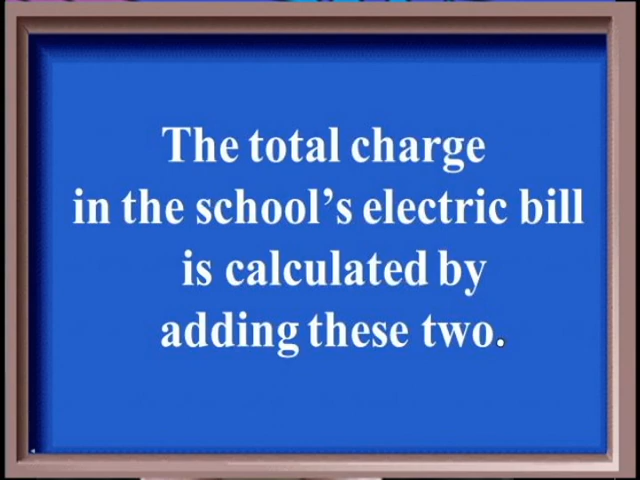 The total charge
in the school’s electric bill
is calculated by
adding these two.